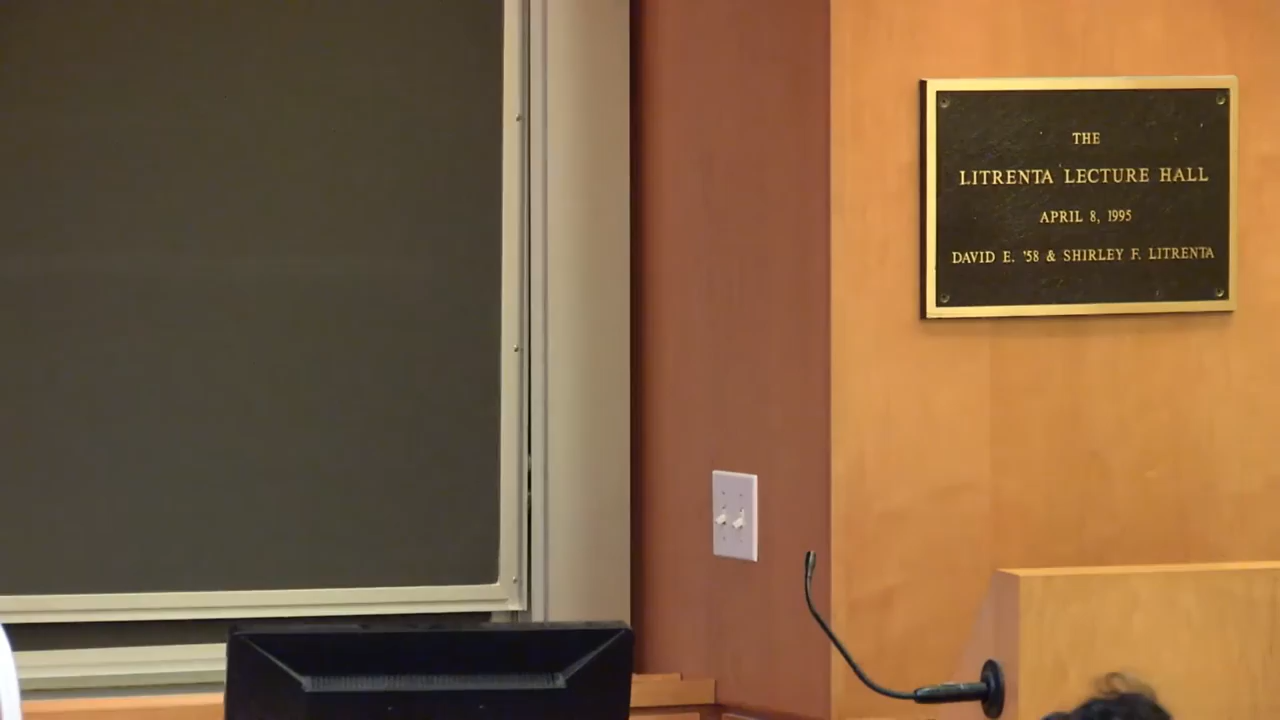 THE
LITRENTA LECTURE HALL
APRIL 8, 1995
DAVID E. '58 & SHIRLEY F. LITRENTA